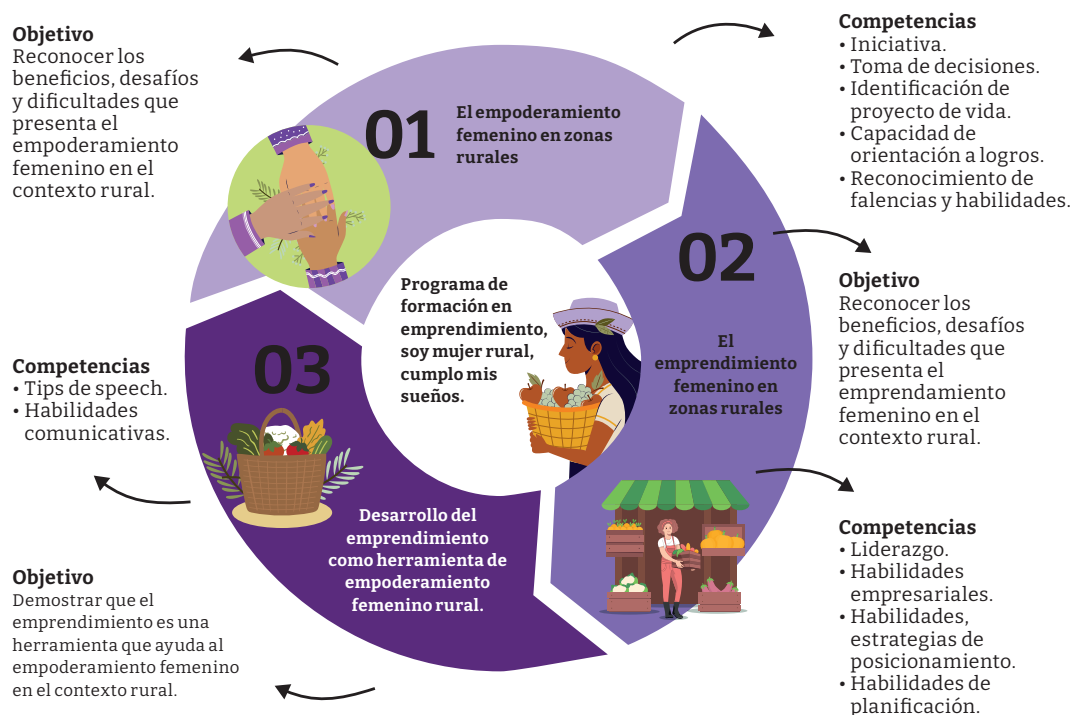 Objetivo
Reconocer los
beneficios, desafíos
y dificultades que
presenta el
empoderamiento
femenino en el
contexto rural.
01
El empoderamiento
femenino en zonas
rurales
Competencias
• Iniciativa.
• Toma de decisiones.
• Identificación de
proyecto de vida.
• Capacidad de
orientación a logros.
• Reconocimiento de
falencias y habilidades.
02
El
emprendimiento
femenino en
zonas rurales
Objetivo
Reconocer los
beneficios, desafíos
y dificultades que
presenta el
emprendamiento
femenino en el
contexto rural.
Competencias
• Liderazgo.
• Habilidades
empresariales.
• Habilidades,
estrategias de
posicionamiento.
• Habilidades de
planificación.
Programa de
formación en
emprendimiento,
soy mujer rural,
cumplo mis
sueños.
03
Desarrollo del
emprendimiento
como herramienta de
empoderamiento
femenino rural.
Competencias
• Tips de speech.
• Habilidades
comunicativas.
Objetivo
Demostrar que el
emprendimiento es una
herramienta que ayuda al
empoderamiento femenino
en el contexto rural.